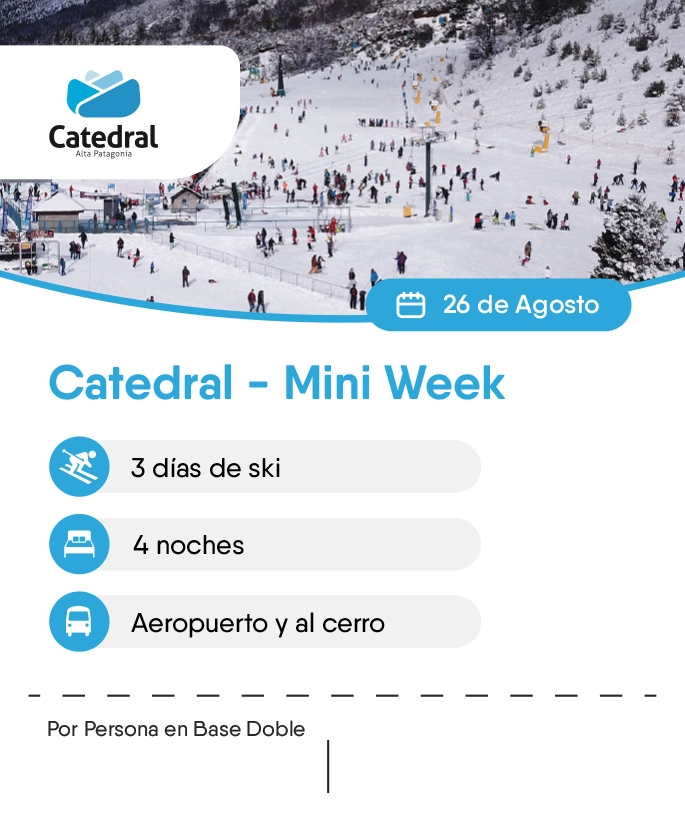 Catedral
Alta Patagonia
26 de Agosto
Catedral - Mini Week
3 días de ski
4 noches
Aeropuerto y al cerro
Por Persona en Base Doble